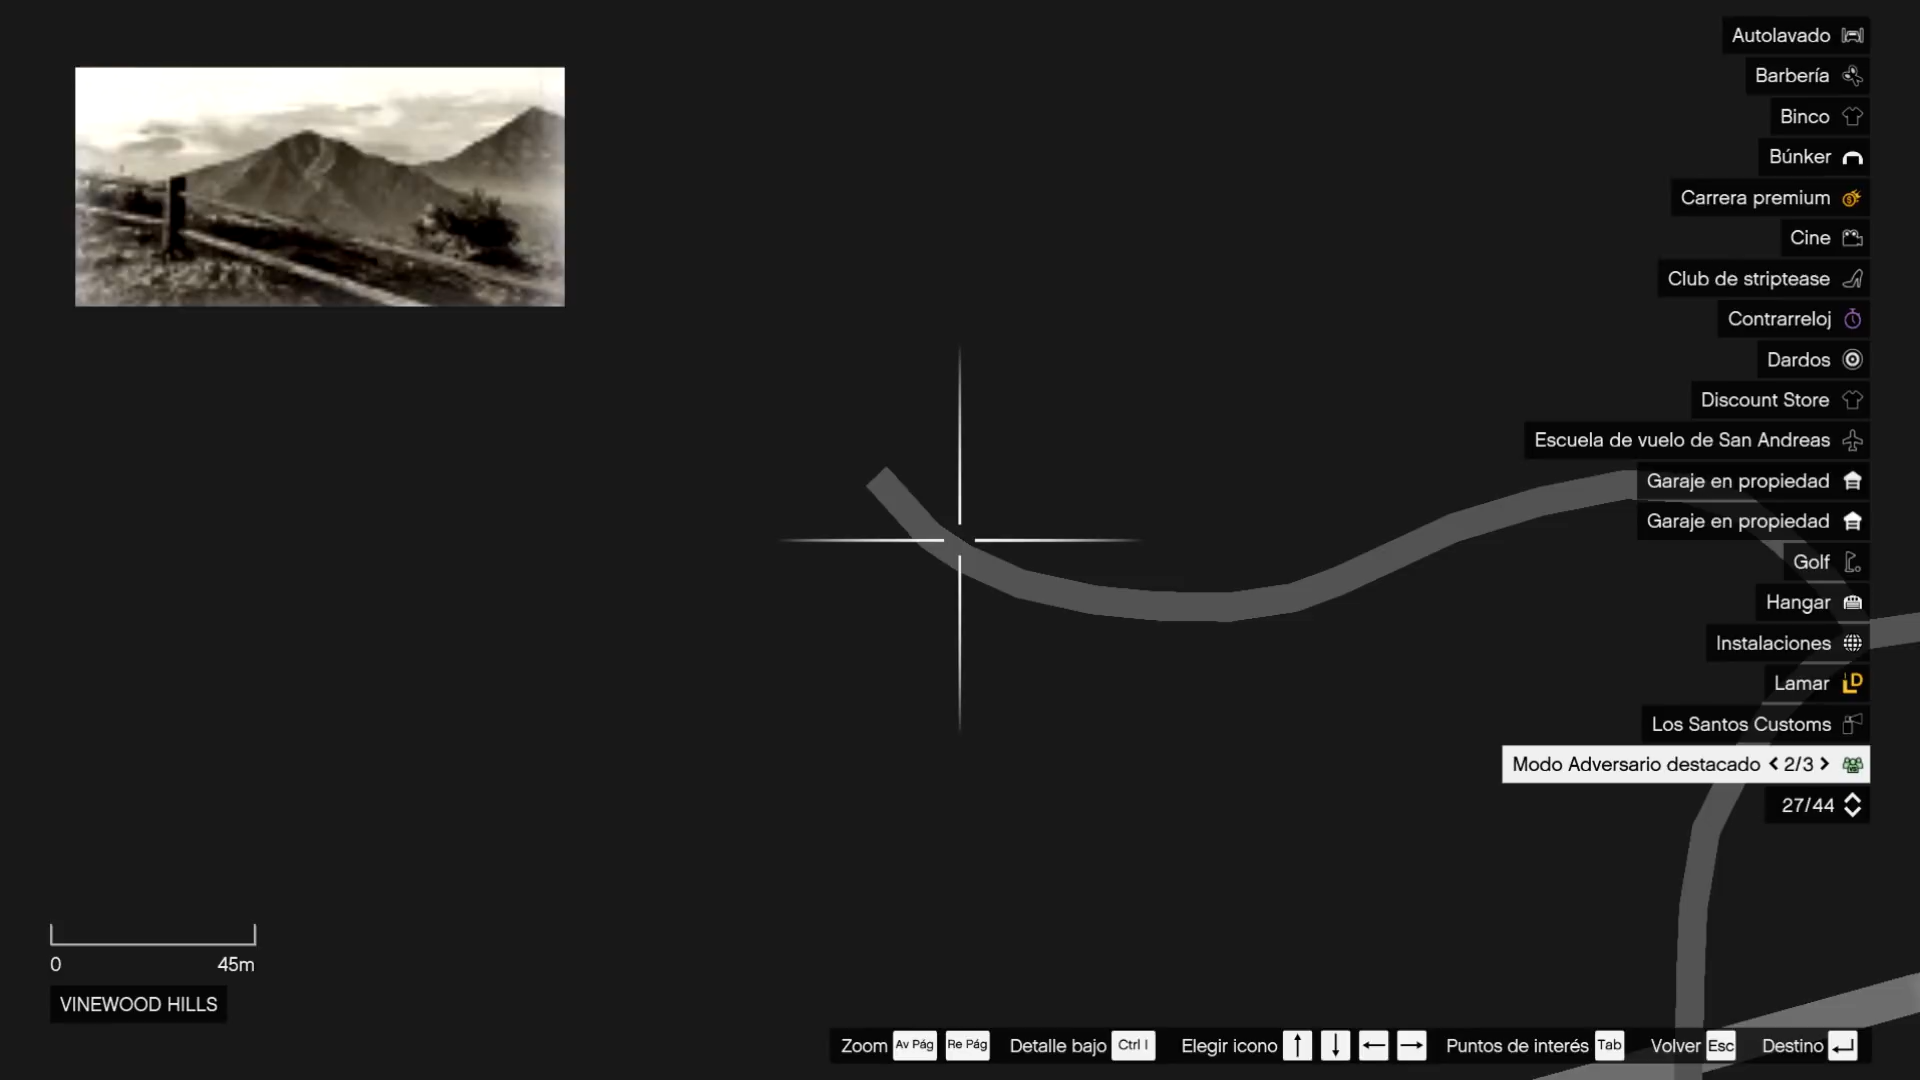 Autolavado
Barbería
Binco
Búnker
Carrera premium
Cine
Club de striptease
Contrarreloj
Dardos
Discount Store
Escuela de vuelo de San Andreas
Garaje en propiedad
Garaje en propiedad
Golf
Hangar
Instalaciones
Lamar LD
Los Santos Customs
Modo Adversario destacado < 2/3 >
27/44
0 45m
VINEWOOD HILLS
Zoom Av Pág Re Pág Detalle bajo Ctrl I Elegir icono ↑ ↓ ← → Puntos de interés Tab Volver Esc Destino